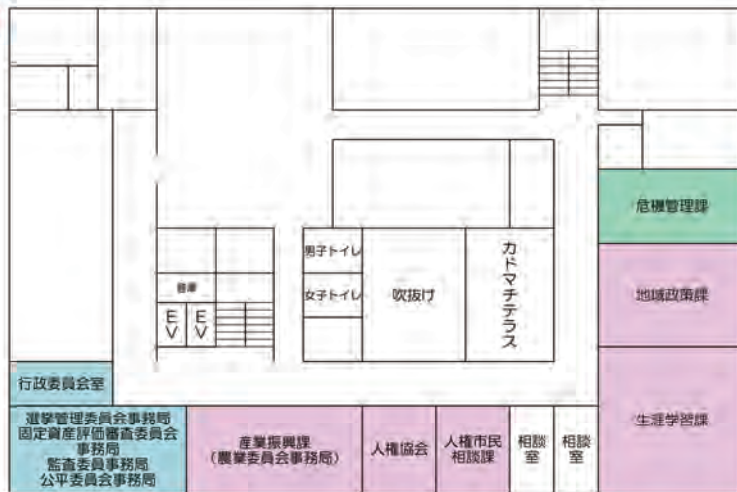 危機管理課
男子トイレ
カドマチテラス
地域政策課
倉庫
女子トイレ
吹抜け
EV
EV
行政委員会室
生涯学習課
選挙管理委員会事務局
固定資産評価審査委員会
事務局
監査委員事務局
公平委員会事務局
産業振興課
(農業委員会事務局)
人権協会
人権市民
相談課
相談
室
相談
室